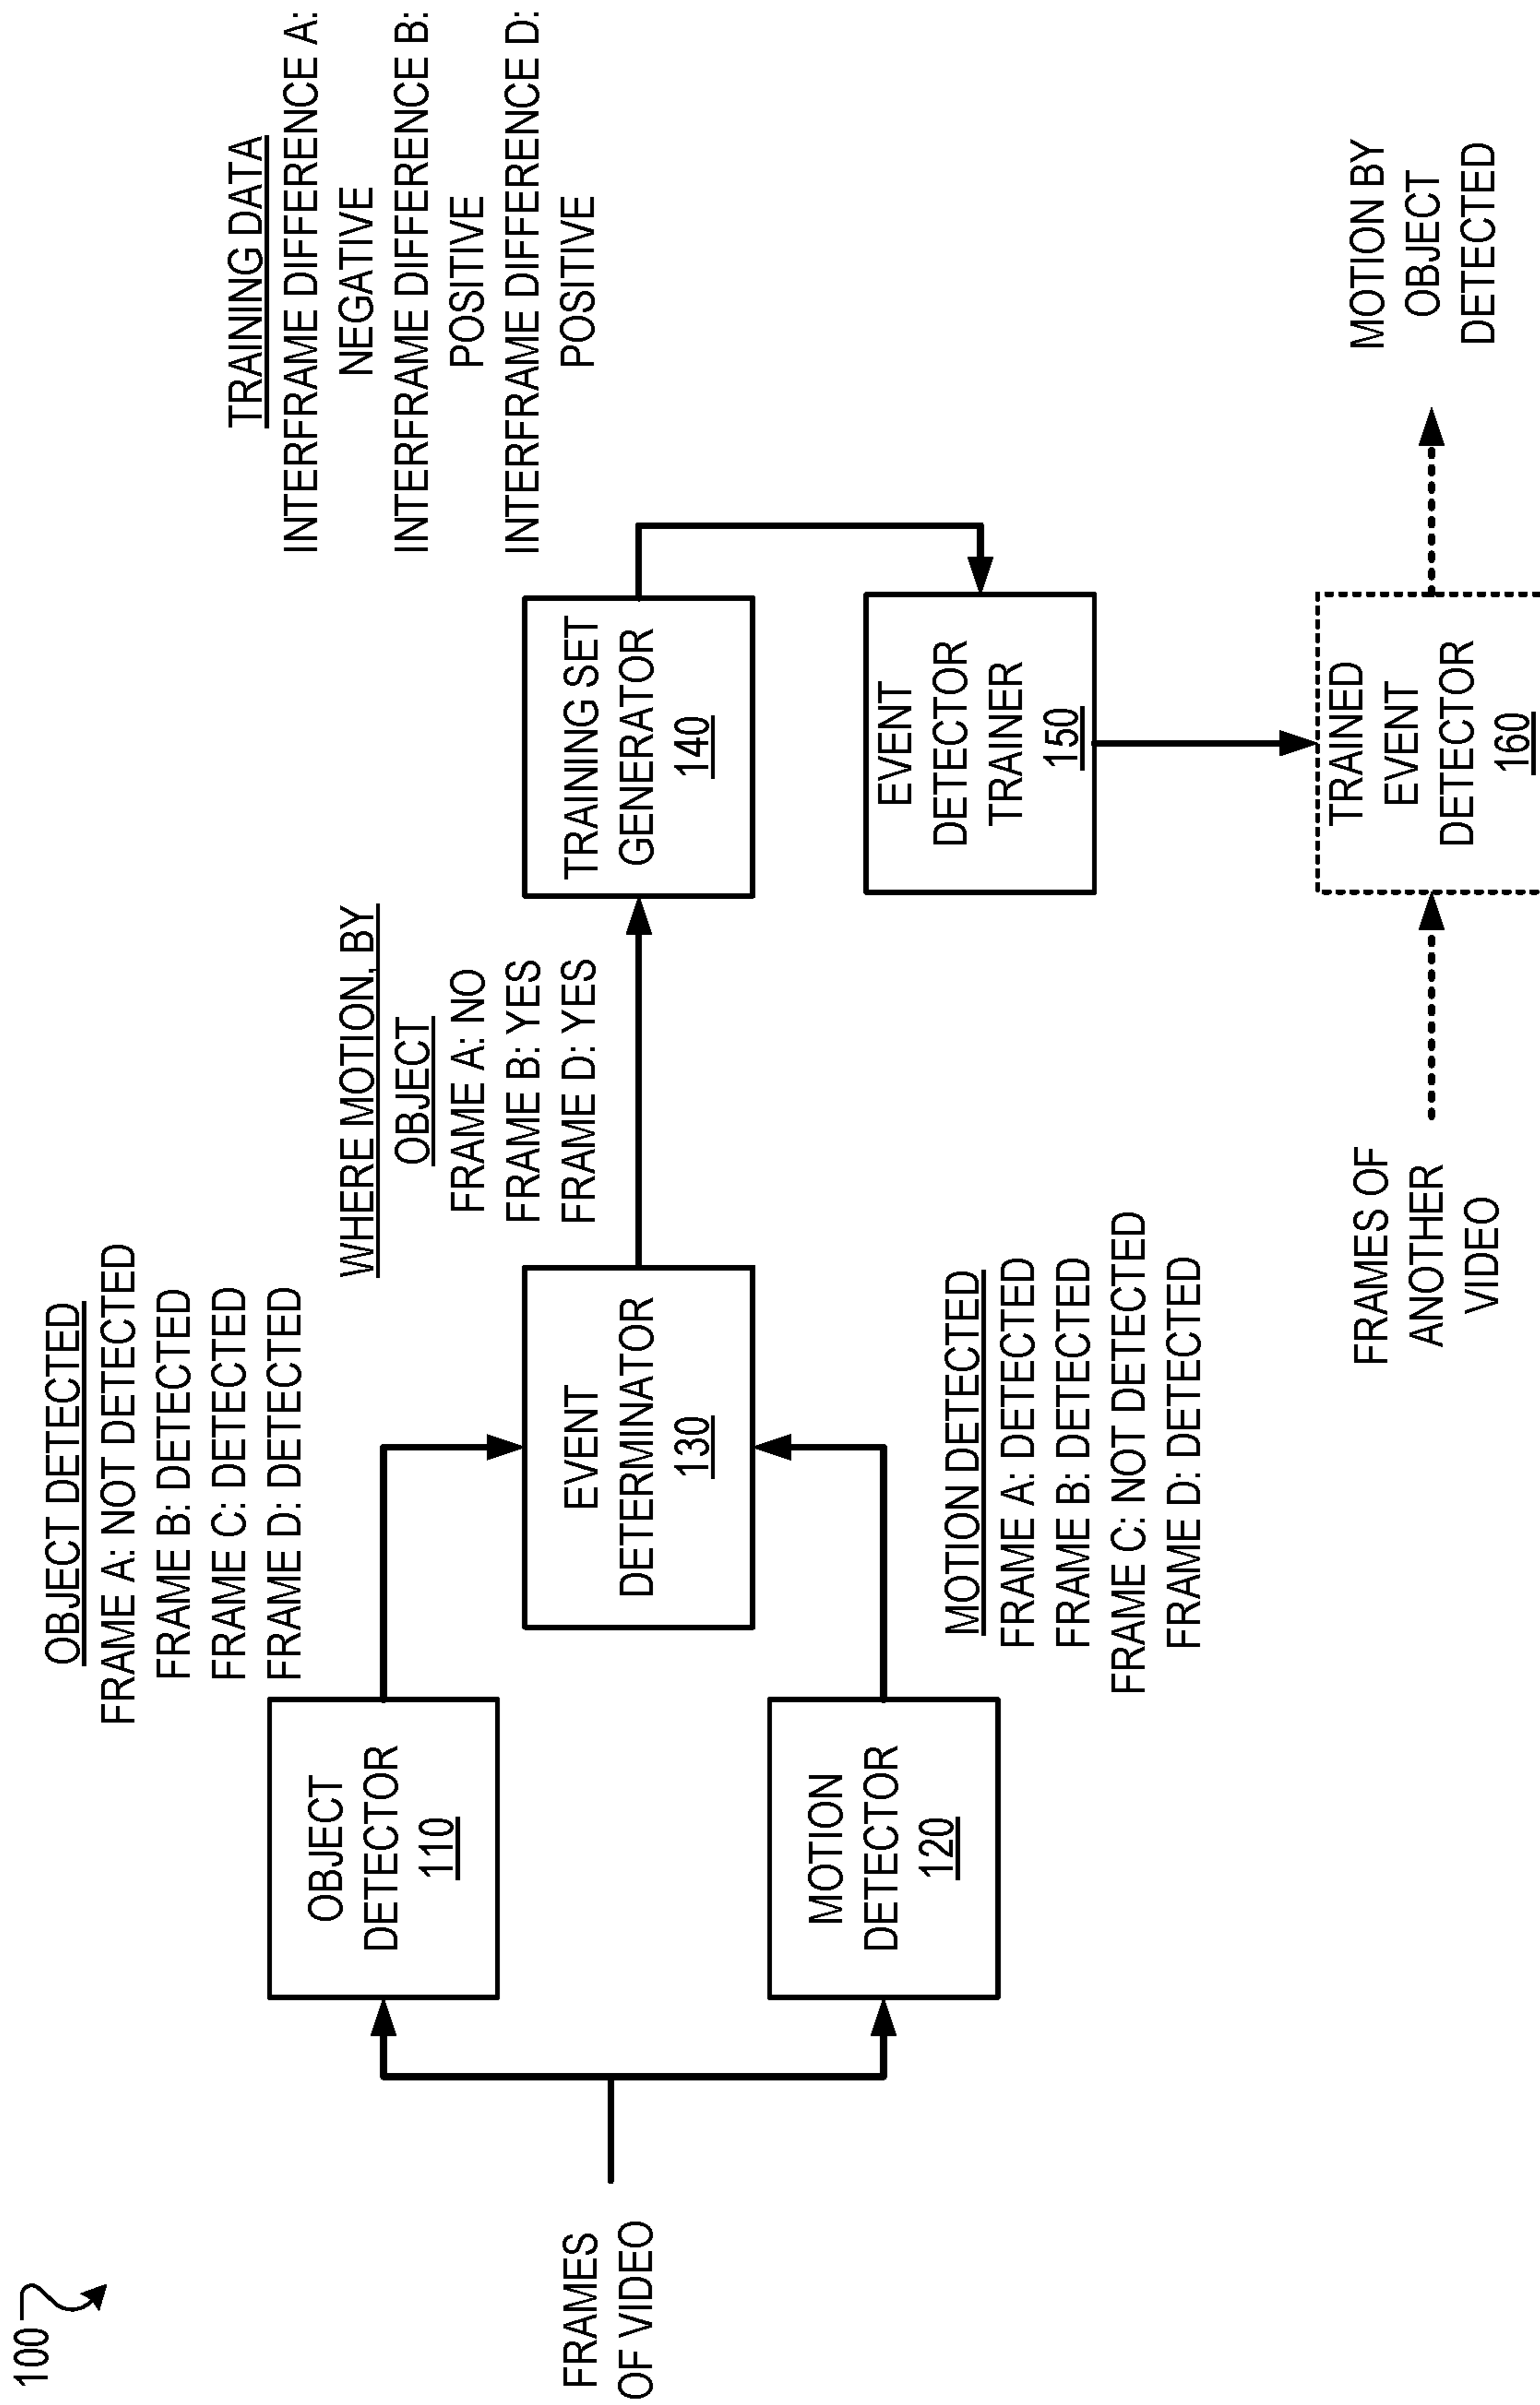 100
FRAMES
OF VIDEO
OBJECT
DETECTOR
110
MOTION
DETECTOR
120
OBJECT DETECTED
FRAME A: NOT DETECTED
FRAME B: DETECTED
FRAME C: DETECTED
FRAME D: DETECTED
MOTION DETECTED
FRAME A: DETECTED
FRAME B: DETECTED
FRAME C: NOT DETECTED
FRAME D: DETECTED
EVENT
DETERMINATOR
130
WHERE MOTION, BY
OBJECT
FRAME A: NO
FRAME B: YES
FRAME D: YES
TRAINING SET
GENERATOR
140
TRAINING DATA
INTERFRAME DIFFERENCE A:
NEGATIVE
INTERFRAME DIFFERENCE B:
POSITIVE
INTERFRAME DIFFERENCE D:
POSITIVE
EVENT
DETECTOR
TRAINER
150
FRAMES OF
ANOTHER
VIDEO
TRAINED
EVENT
DETECTOR
160
MOTION BY
OBJECT
DETECTED